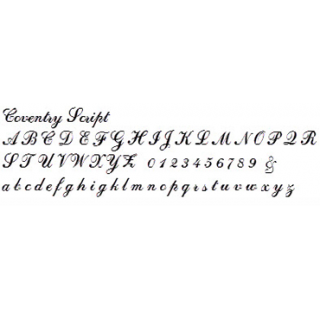 Coventry Script
A B C D E F G H I J K L M N O P Q R
S T U V W X Y Z 0 1 2 3 4 5 6 7 8 9 &
a b c d e f g h i j k l m n o p q r s t u v w x y z